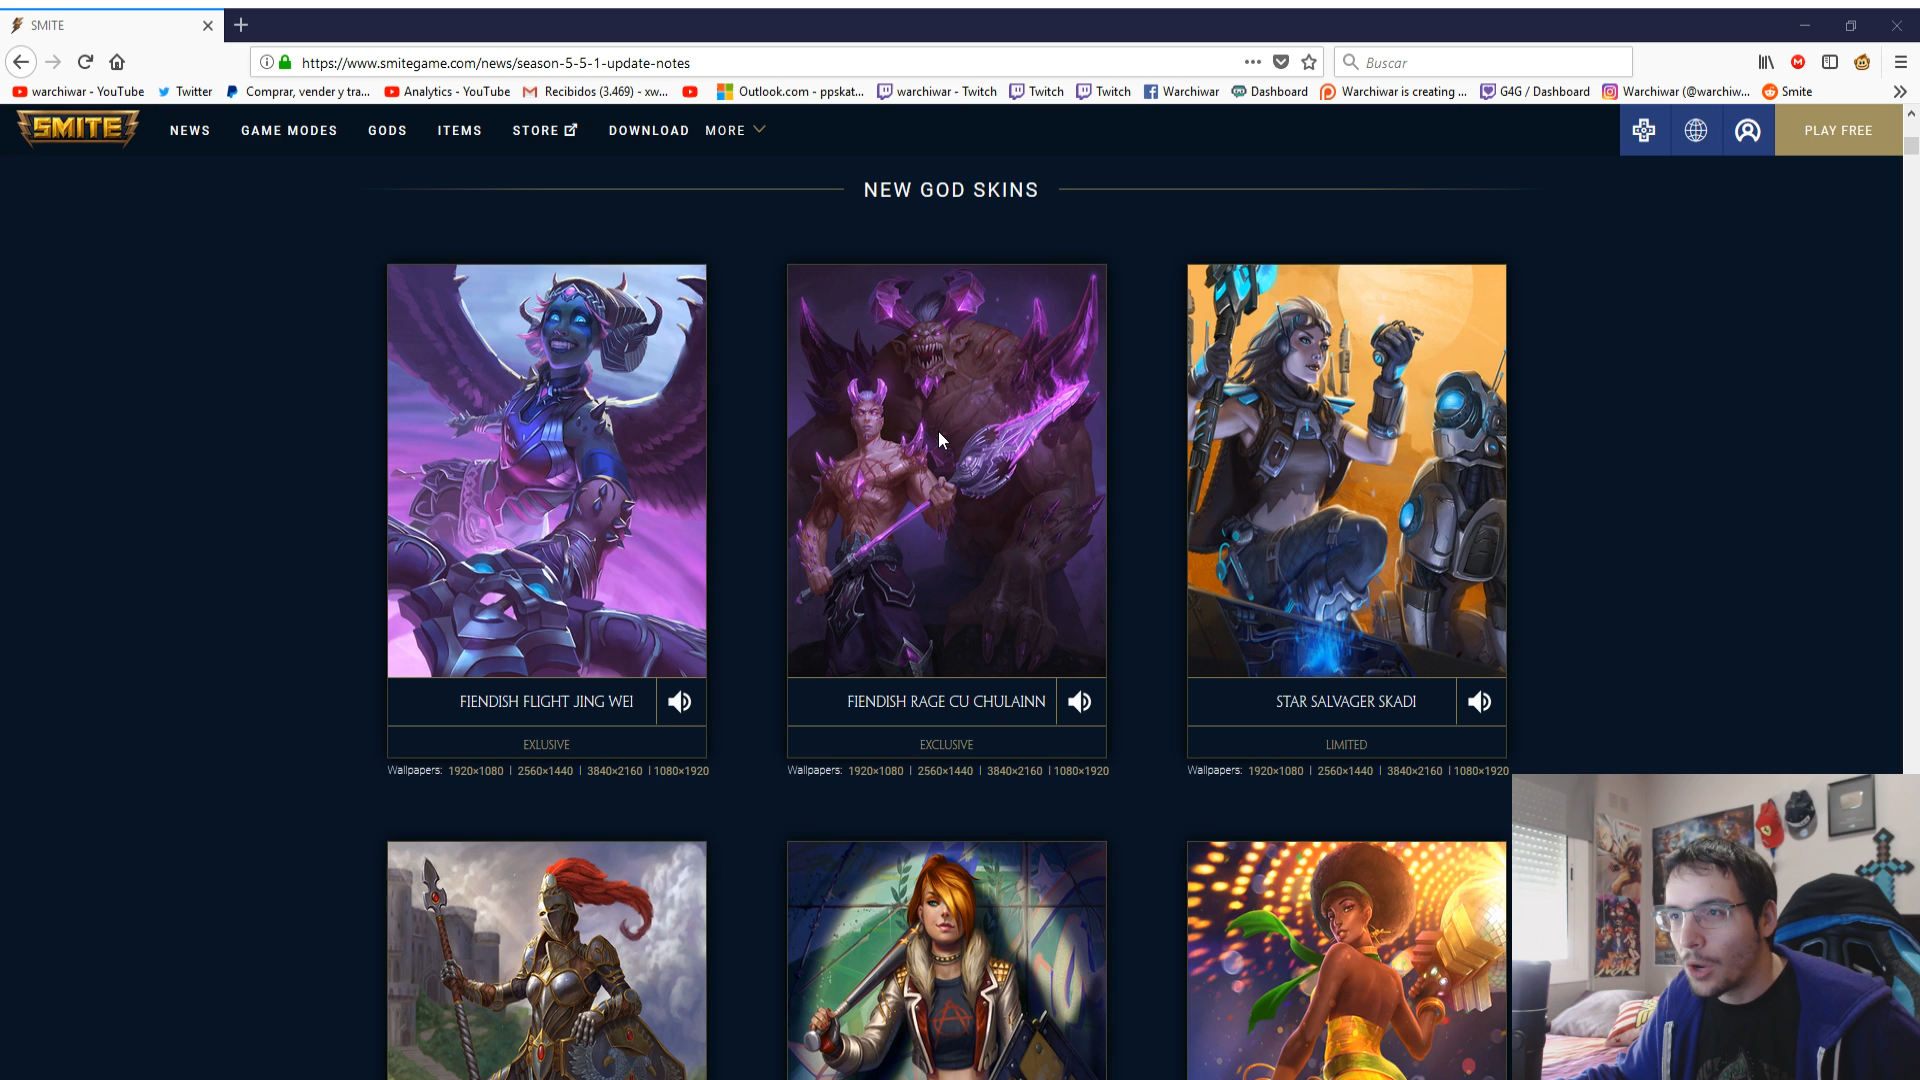 SMITE
https://www.smitegame.com/news/season-5-5-1-update-notes
Buscar
warchiwar - YouTube Twitter Comprar, vender y tra... Analytics - YouTube Recibidos (3.469) - xw... Outlook.com - ppskat... warchiwar - Twitch Twitch Twitch Warchiwar Dashboard Warchiwar is creating ... G4G / Dashboard Warchiwar (@warchiw... Smite
SMITE NEWS GAME MODES GODS ITEMS STORE DOWNLOAD MORE PLAY FREE
NEW GOD SKINS
FIENDISH FLIGHT JING WEI FIENDISH RAGE CU CHULAINN STAR SALVAGER SKADI
EXLUSIVE EXCLUSIVE LIMITED
Wallpapers: 1920×1080 | 2560×1440 | 3840×2160 | 1080×1920 Wallpapers: 1920×1080 | 2560×1440 | 3840×2160 | 1080×1920 Wallpapers: 1920×1080 | 2560×1440 | 3840×2160 | 1080×1920